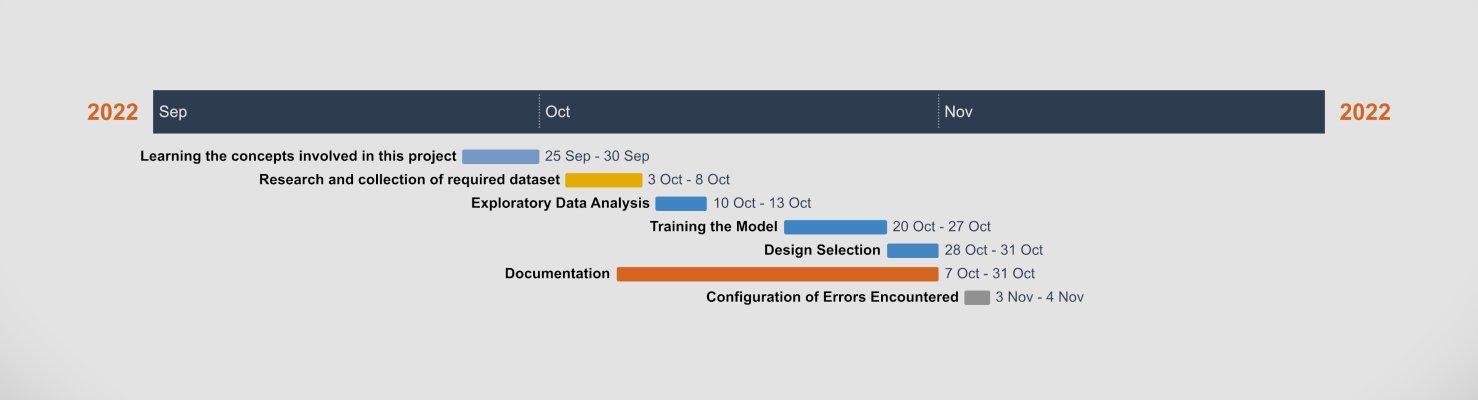 2022 Sep Oct Nov 2022
Learning the concepts involved in this project 25 Sep - 30 Sep
Research and collection of required dataset 3 Oct - 8 Oct
Exploratory Data Analysis 10 Oct - 13 Oct
Training the Model 20 Oct - 27 Oct
Design Selection 28 Oct - 31 Oct
Documentation 7 Oct - 31 Oct
Configuration of Errors Encountered 3 Nov - 4 Nov